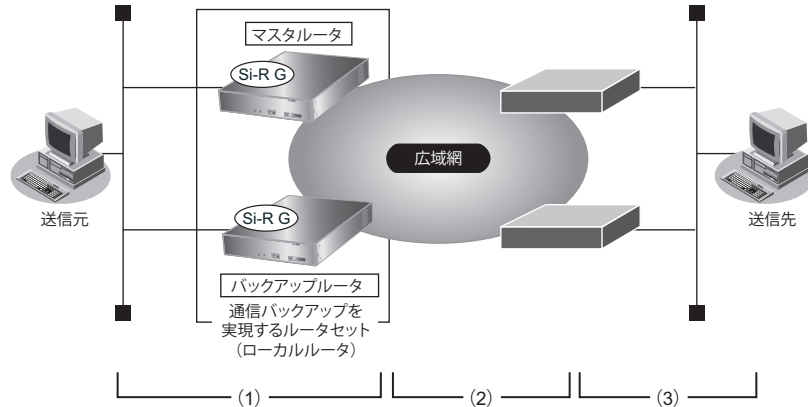 マスタルータ
Si-R G
広域網
送信元
送信先
Si-R G
バックアップルータ
通信バックアップを
実現するルータセット
（ローカルルータ）
（1）
（2）
（3）